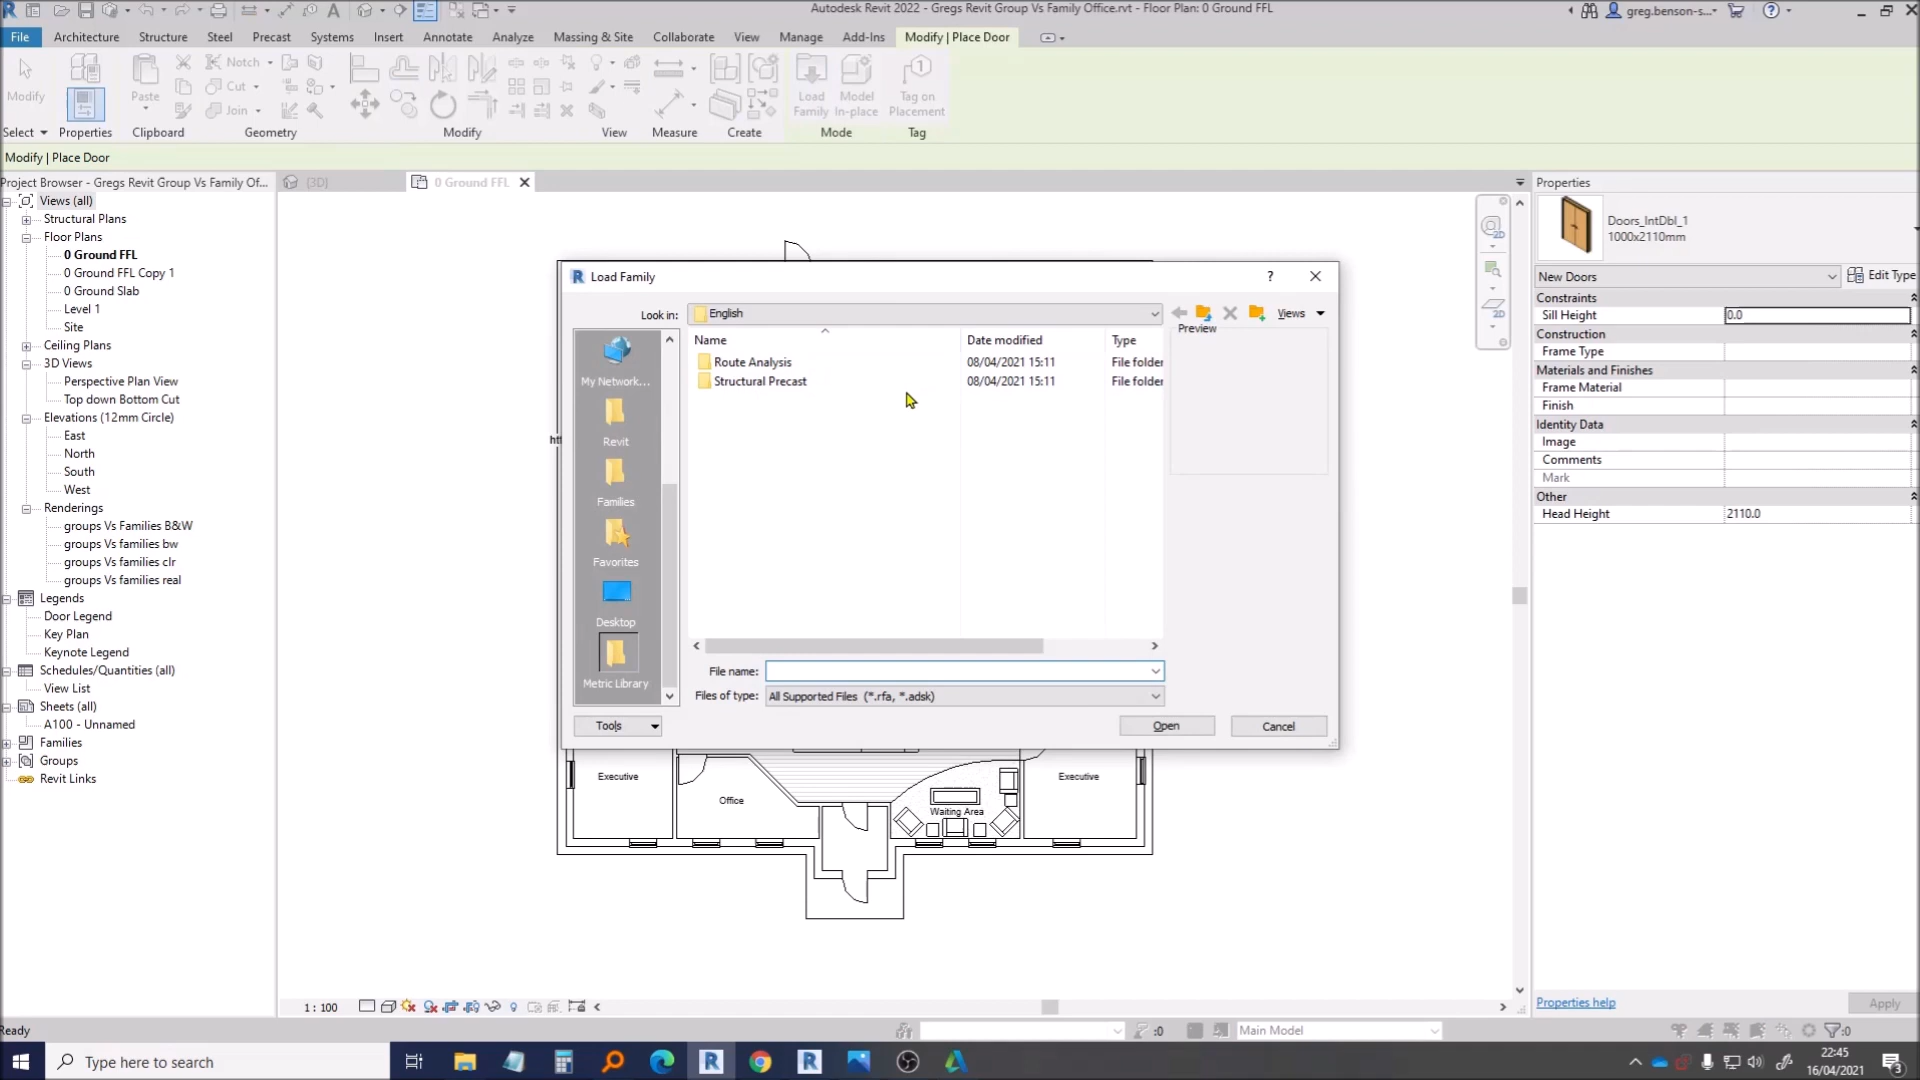 Autodesk Revit 2022 - Gregs Revit Group Vs Family Office.rvt - Floor Plan: 0 Ground FFL
greg.benson-s...
File Architecture Structure Steel Precast Systems Insert Annotate Analyze Massing & Site Collaborate View Manage Add-Ins Modify | Place Door
Modify
Paste
Notch
Cut
Join
Load Family
Model In-place
Tag on Placement
Select Properties Clipboard Geometry Modify View Measure Create Mode Tag
Modify | Place Door
Project Browser - Gregs Revit Group Vs Family Of...
(3D)
0 Ground FFL
Views (all)
Structural Plans
Floor Plans
0 Ground FFL
0 Ground FFL Copy 1
0 Ground Slab
Level 1
Site
Ceiling Plans
3D Views
Perspective Plan View
Top down Bottom Cut
Elevations (12mm Circle)
East
North
South
West
Renderings
groups Vs Families B&W
groups Vs families bw
groups Vs families clr
groups Vs families real
Legends
Door Legend
Key Plan
Keynote Legend
Schedules/Quantities (all)
View List
Sheets (all)
A100 - Unnamed
Families
Groups
Revit Links
Load Family
?
Look in: English
Views
Preview
Name Date modified Type
Route Analysis 08/04/2021 15:11 File folder
Structural Precast 08/04/2021 15:11 File folder
My Network...
Revit
Families
Favorites
Desktop
Metric Library
File name:
Files of type: All Supported Files (*.rfa, *.adsk)
Tools
Open
Cancel
Executive
Office
Waiting Area
Executive
2D
2D
Properties
Doors_IntDbl_1
1000x2110mm
New Doors
Edit Type
Constraints
Sill Height 0.0
Construction
Frame Type
Materials and Finishes
Frame Material
Finish
Identity Data
Image
Comments
Mark
Other
Head Height 2110.0
Properties help
Apply
1 : 100
Ready
:0
Main Model
:0
Type here to search
22:45
16/04/2021
3